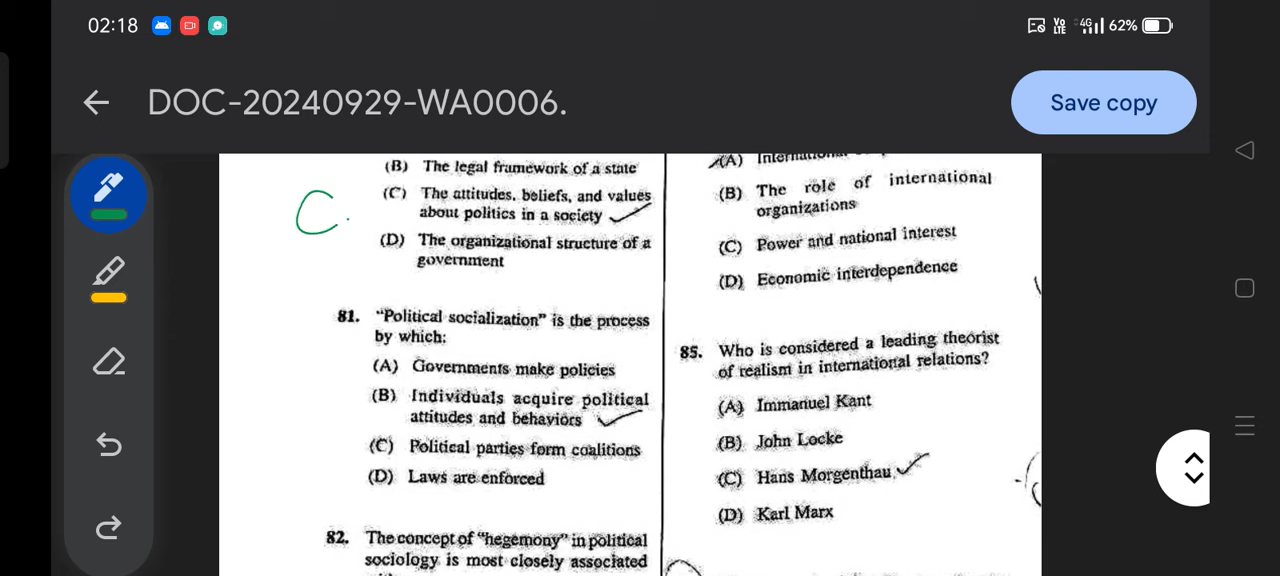 02:18
Vo LTE 4G 62%
DOC-20240929-WA0006.
Save copy
(B) The legal framework of a state
(C) The attitudes, beliefs, and values
about politics in a society
C.
(D) The organizational structure of a
government
81. "Political socialization" is the process
by which:
(A) Governments make policies
(B) Individuals acquire political
attitudes and behaviors
(C) Political parties form coalitions
(D) Laws are enforced
82. The concept of "hegemony" in political
sociology is most closely associated
(A)
(B) The role of international
organizations
(C) Power and national interest
(D) Economic interdependence
85. Who is considered a leading theorist
of realism in international relations?
(A) Immanuel Kant
(B) John Locke
(C) Hans Morgenthau
(D) Karl Marx